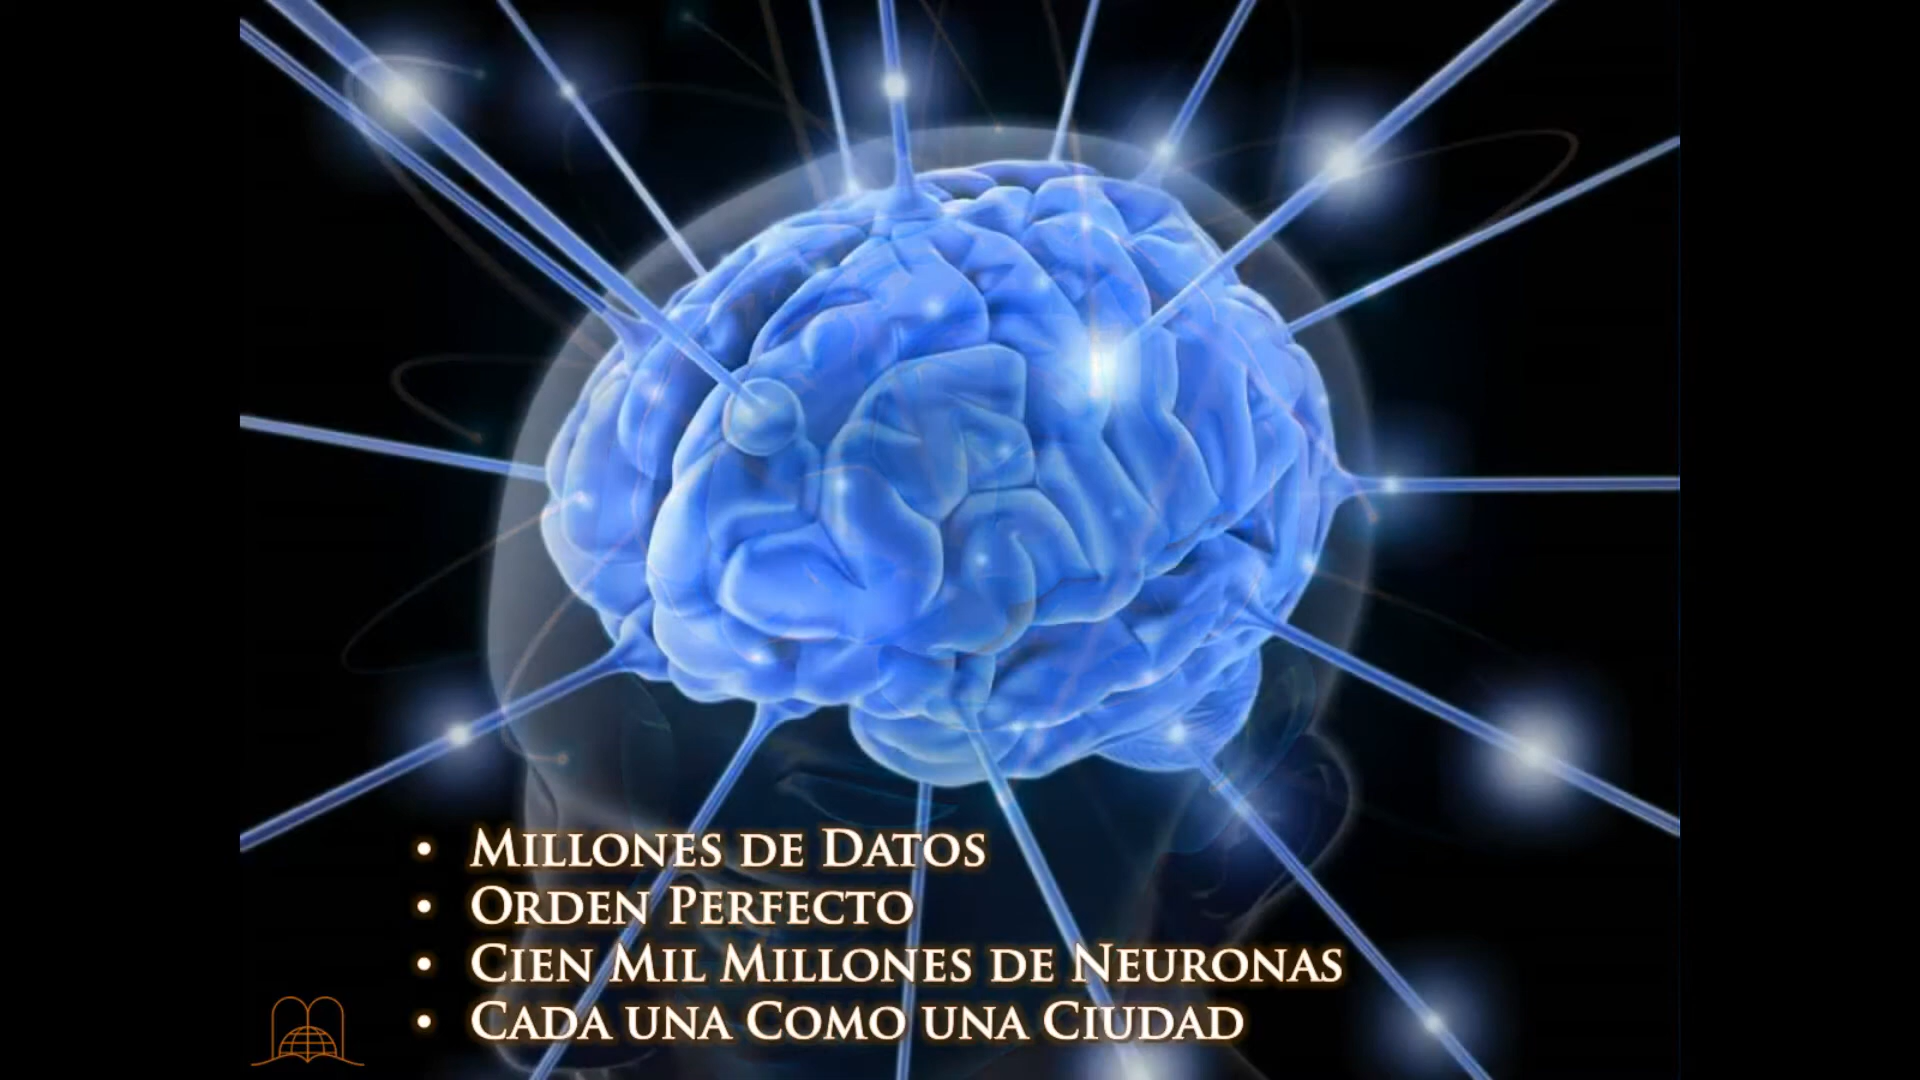 • Millones de Datos
• Orden Perfecto
• Cien Mil Millones de Neuronas
• Cada una Como una Ciudad